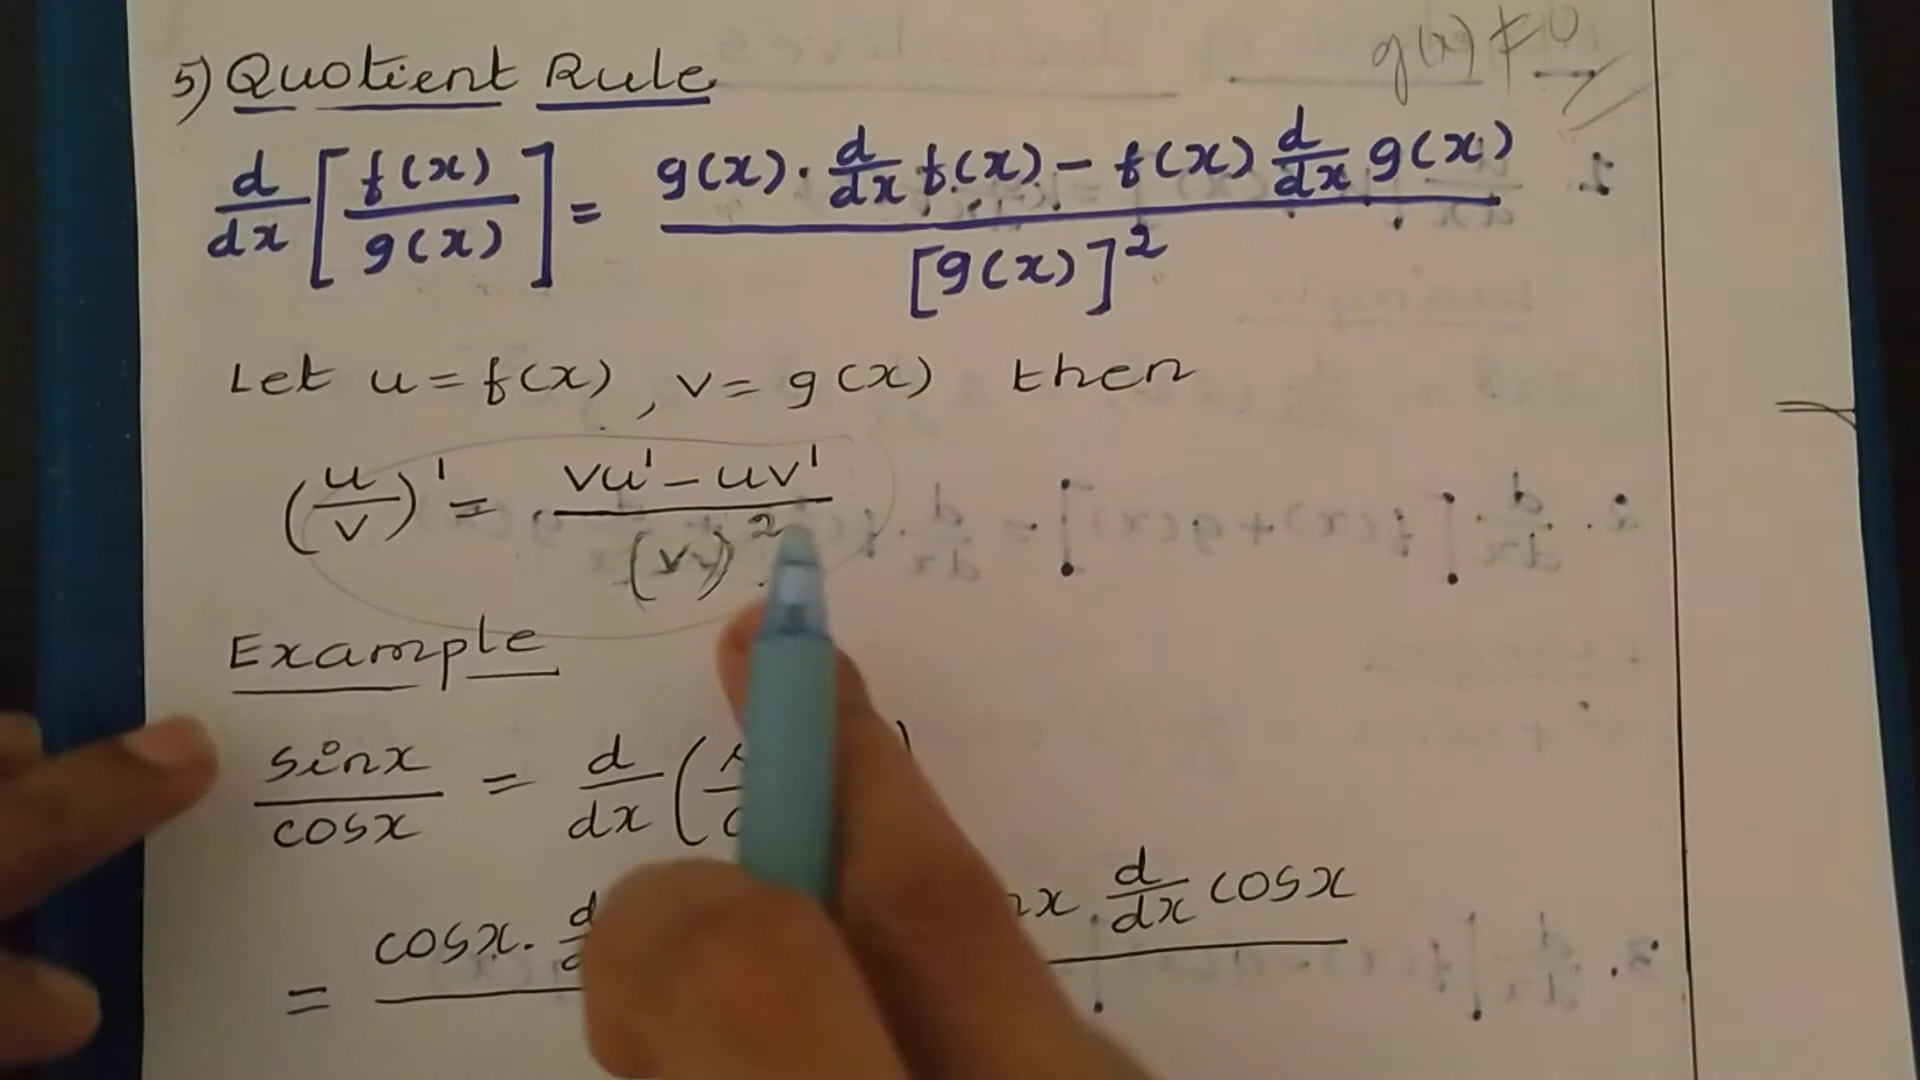 g(x) ≠ 0
5) Quotient Rule
d/dx [f(x)/g(x)] = g(x) · d/dx f(x) - f(x) d/dx g(x) / [g(x)]²
Let u = f(x), v = g(x) then
(u/v)' = vu' - uv' / (v)²
Example
sinx/cosx = d/dx (
= cosx. d/dx cosx